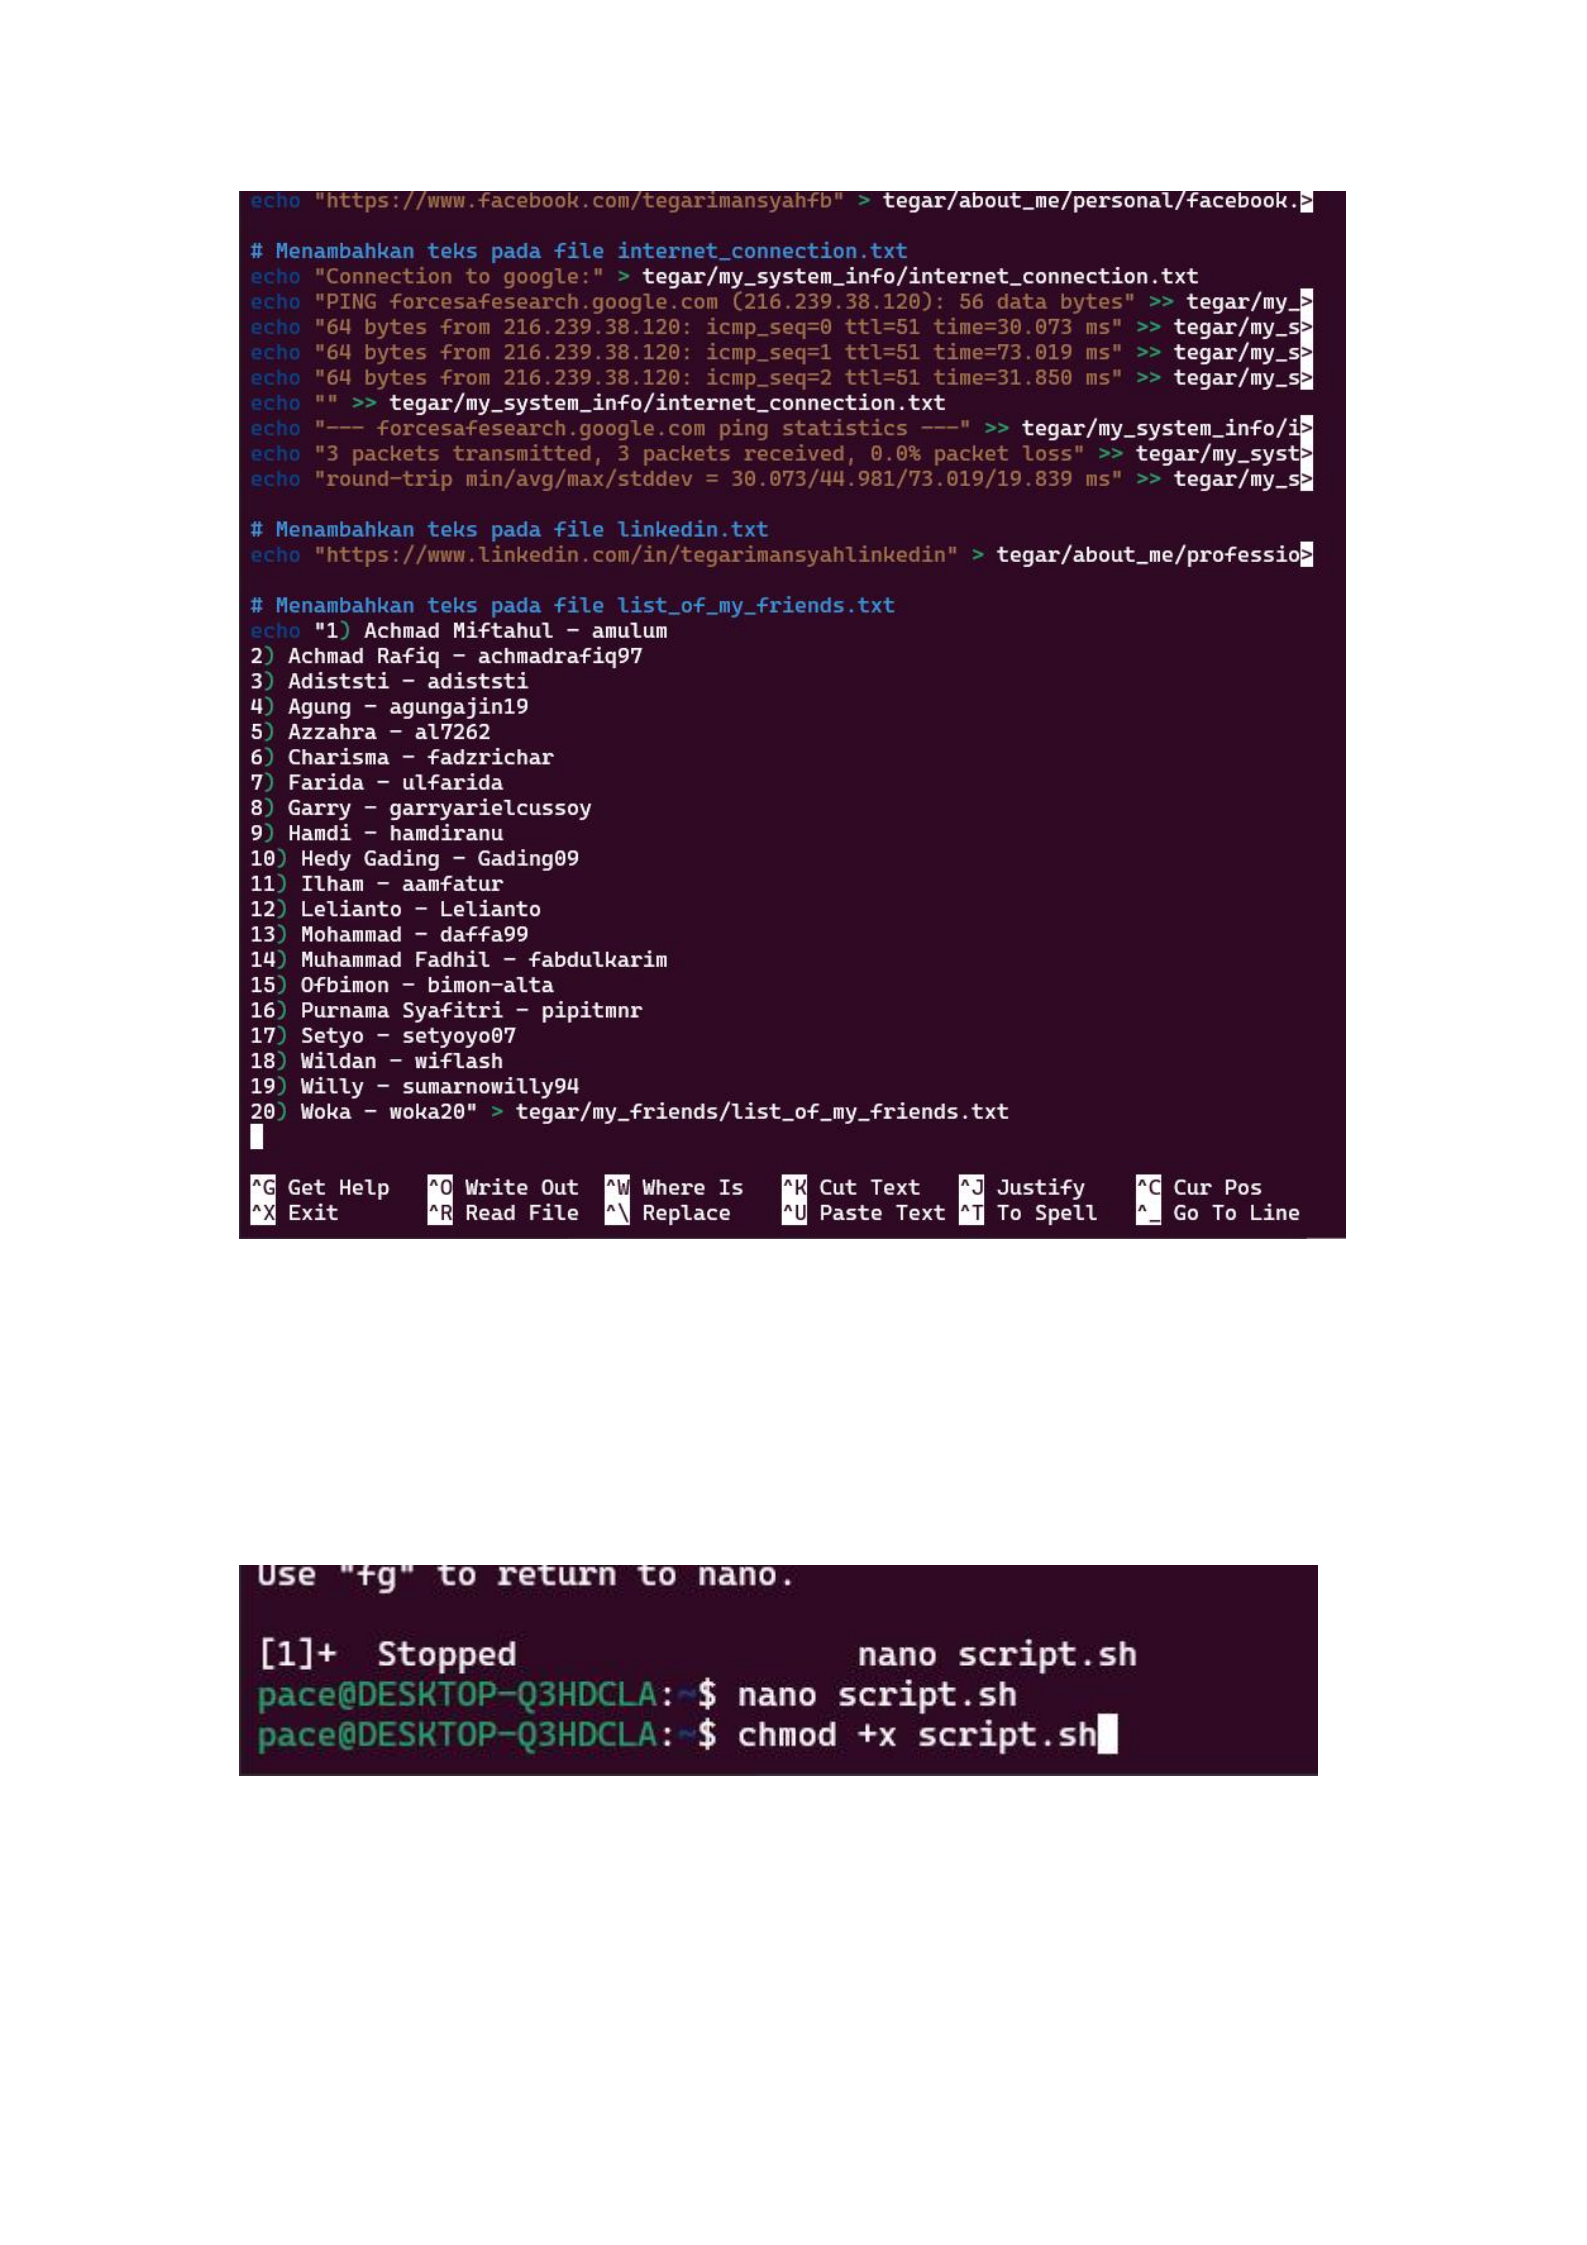 echo "https://www.facebook.com/tegarimansyahfb" > tegar/about_me/personal/facebook.>
# Menambahkan teks pada file internet_connection.txt
echo "Connection to google:" > tegar/my_system_info/internet_connection.txt
echo "PING forcesafesearch.google.com (216.239.38.120): 56 data bytes" >> tegar/my_>
echo "64 bytes from 216.239.38.120: icmp_seq=0 ttl=51 time=30.073 ms" >> tegar/my_s>
echo "64 bytes from 216.239.38.120: icmp_seq=1 ttl=51 time=73.019 ms" >> tegar/my_s>
echo "64 bytes from 216.239.38.120: icmp_seq=2 ttl=51 time=31.850 ms" >> tegar/my_s>
echo "" >> tegar/my_system_info/internet_connection.txt
echo "--- forcesafesearch.google.com ping statistics ---" >> tegar/my_system_info/i>
echo "3 packets transmitted, 3 packets received, 0.0% packet loss" >> tegar/my_syst>
echo "round-trip min/avg/max/stddev = 30.073/44.981/73.019/19.839 ms" >> tegar/my_s>
# Menambahkan teks pada file linkedin.txt
echo "https://www.linkedin.com/in/tegarimansyahlinkedin" > tegar/about_me/professio>
# Menambahkan teks pada file list_of_my_friends.txt
echo "1) Achmad Miftahul - amulum
2) Achmad Rafiq - achmadrafiq97
3) Adiststi - adiststi
4) Agung - agungajin19
5) Azzahra - al7262
6) Charisma - fadzrichar
7) Farida - ulfarida
8) Garry - garryarielcussoy
9) Hamdi - hamdiranu
10) Hedy Gading - Gading09
11) Ilham - aamfatur
12) Lelianto - Lelianto
13) Mohammad - daffa99
14) Muhammad Fadhil - fabdulkarim
15) Ofbimon - bimon-alta
16) Purnama Syafitri - pipitmnr
17) Setyo - setyoyo07
18) Wildan - wiflash
19) Willy - sumarnowilly94
20) Woka - woka20" > tegar/my_friends/list_of_my_friends.txt
^G Get Help ^O Write Out ^W Where Is ^K Cut Text ^J Justify ^C Cur Pos
^X Exit ^R Read File ^\ Replace ^U Paste Text ^T To Spell ^_ Go To Line
Use "fg" to return to nano.
[1]+ Stopped nano script.sh
pace@DESKTOP-Q3HDCLA:~$ nano script.sh
pace@DESKTOP-Q3HDCLA:~$ chmod +x script.sh